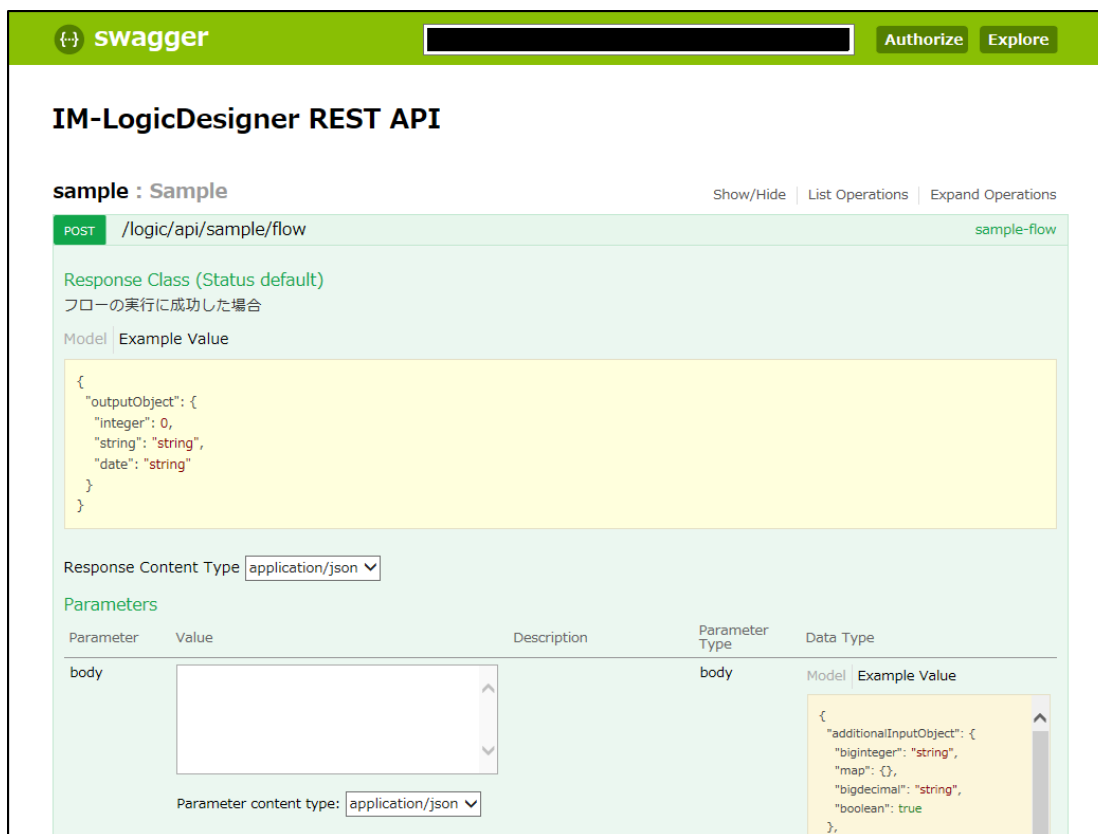 swagger
Authorize
Explore
IM-LogicDesigner REST API
sample : Sample
Show/Hide
List Operations
Expand Operations
POST
/logic/api/sample/flow
sample-flow
Response Class (Status default)
フローの実行に成功した場合
Model
Example Value
{
"outputObject": {
"integer": 0,
"string": "string",
"date": "string"
}
}
Response Content Type
application/json
Parameters
Parameter
Value
Description
Parameter
Type
Data Type
body
body
Model
Example Value
{
"additionalInputObject": {
"biginteger": "string",
"map": {},
"bigdecimal": "string",
"boolean": true
},
Parameter content type:
application/json